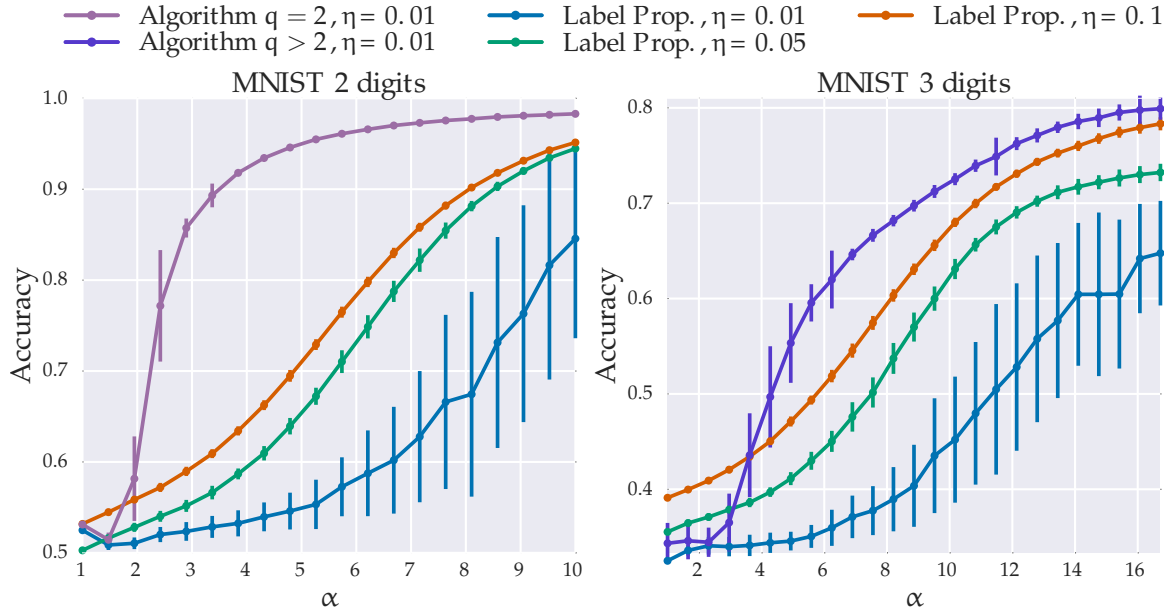 Algorithm q = 2, η = 0.01 Label Prop., η = 0.01 Label Prop., η = 0.1
Algorithm q > 2, η = 0.01 Label Prop., η = 0.05
MNIST 2 digits
1.0
0.9
0.8
0.7
0.6
0.5
Accuracy
1 2 3 4 5 6 7 8 9 10
α
MNIST 3 digits
0.8
0.7
0.6
0.5
0.4
Accuracy
2 4 6 8 10 12 14 16
α